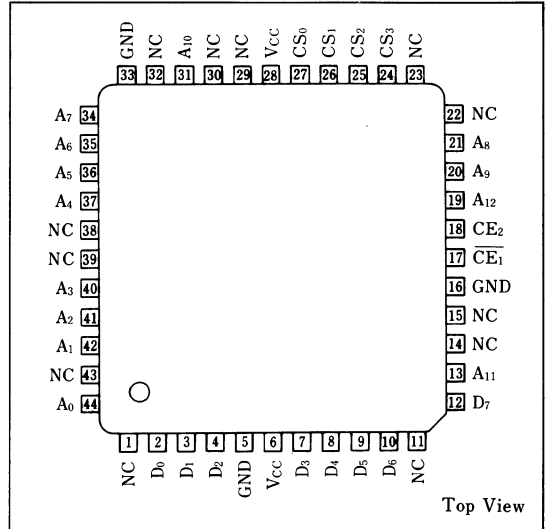 GND NC A10 NC NC VCC CS0 CS1 CS2 CS3 NC
33 32 31 30 29 28 27 26 25 24 23
A7 34
A6 35
A5 36
A4 37
NC 38
NC 39
A3 40
A2 41
A1 42
NC 43
A0 44
22 NC
21 A8
20 A9
19 A12
18 CE2
17 C̅E̅1̅
16 GND
15 NC
14 NC
13 A11
12 D7
1 2 3 4 5 6 7 8 9 10 11
NC D0 D1 D2 GND VCC D3 D4 D5 D6 NC
Top View